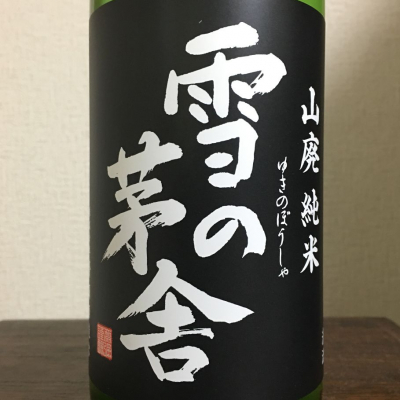 山廃 純米
雪の
茅舎
ゆきのぼうしゃ